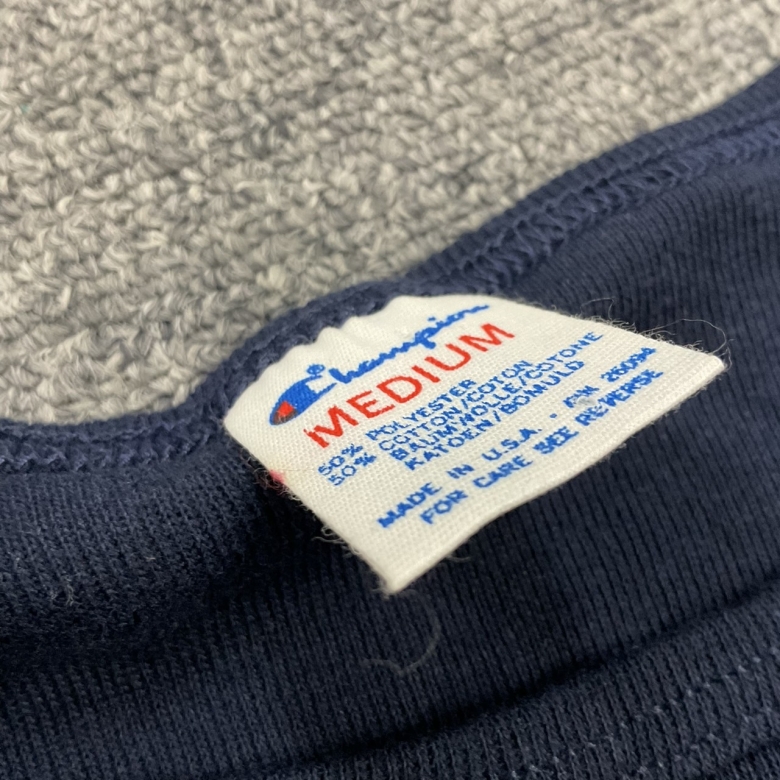 Champion®
MEDIUM
50% POLYESTER
50% COTTON/COTON
BAUMWOLLE/COTONE
KATOEN/BOMULD
MADE IN U.S.A. - RN 26094
FOR CARE SEE REVERSE